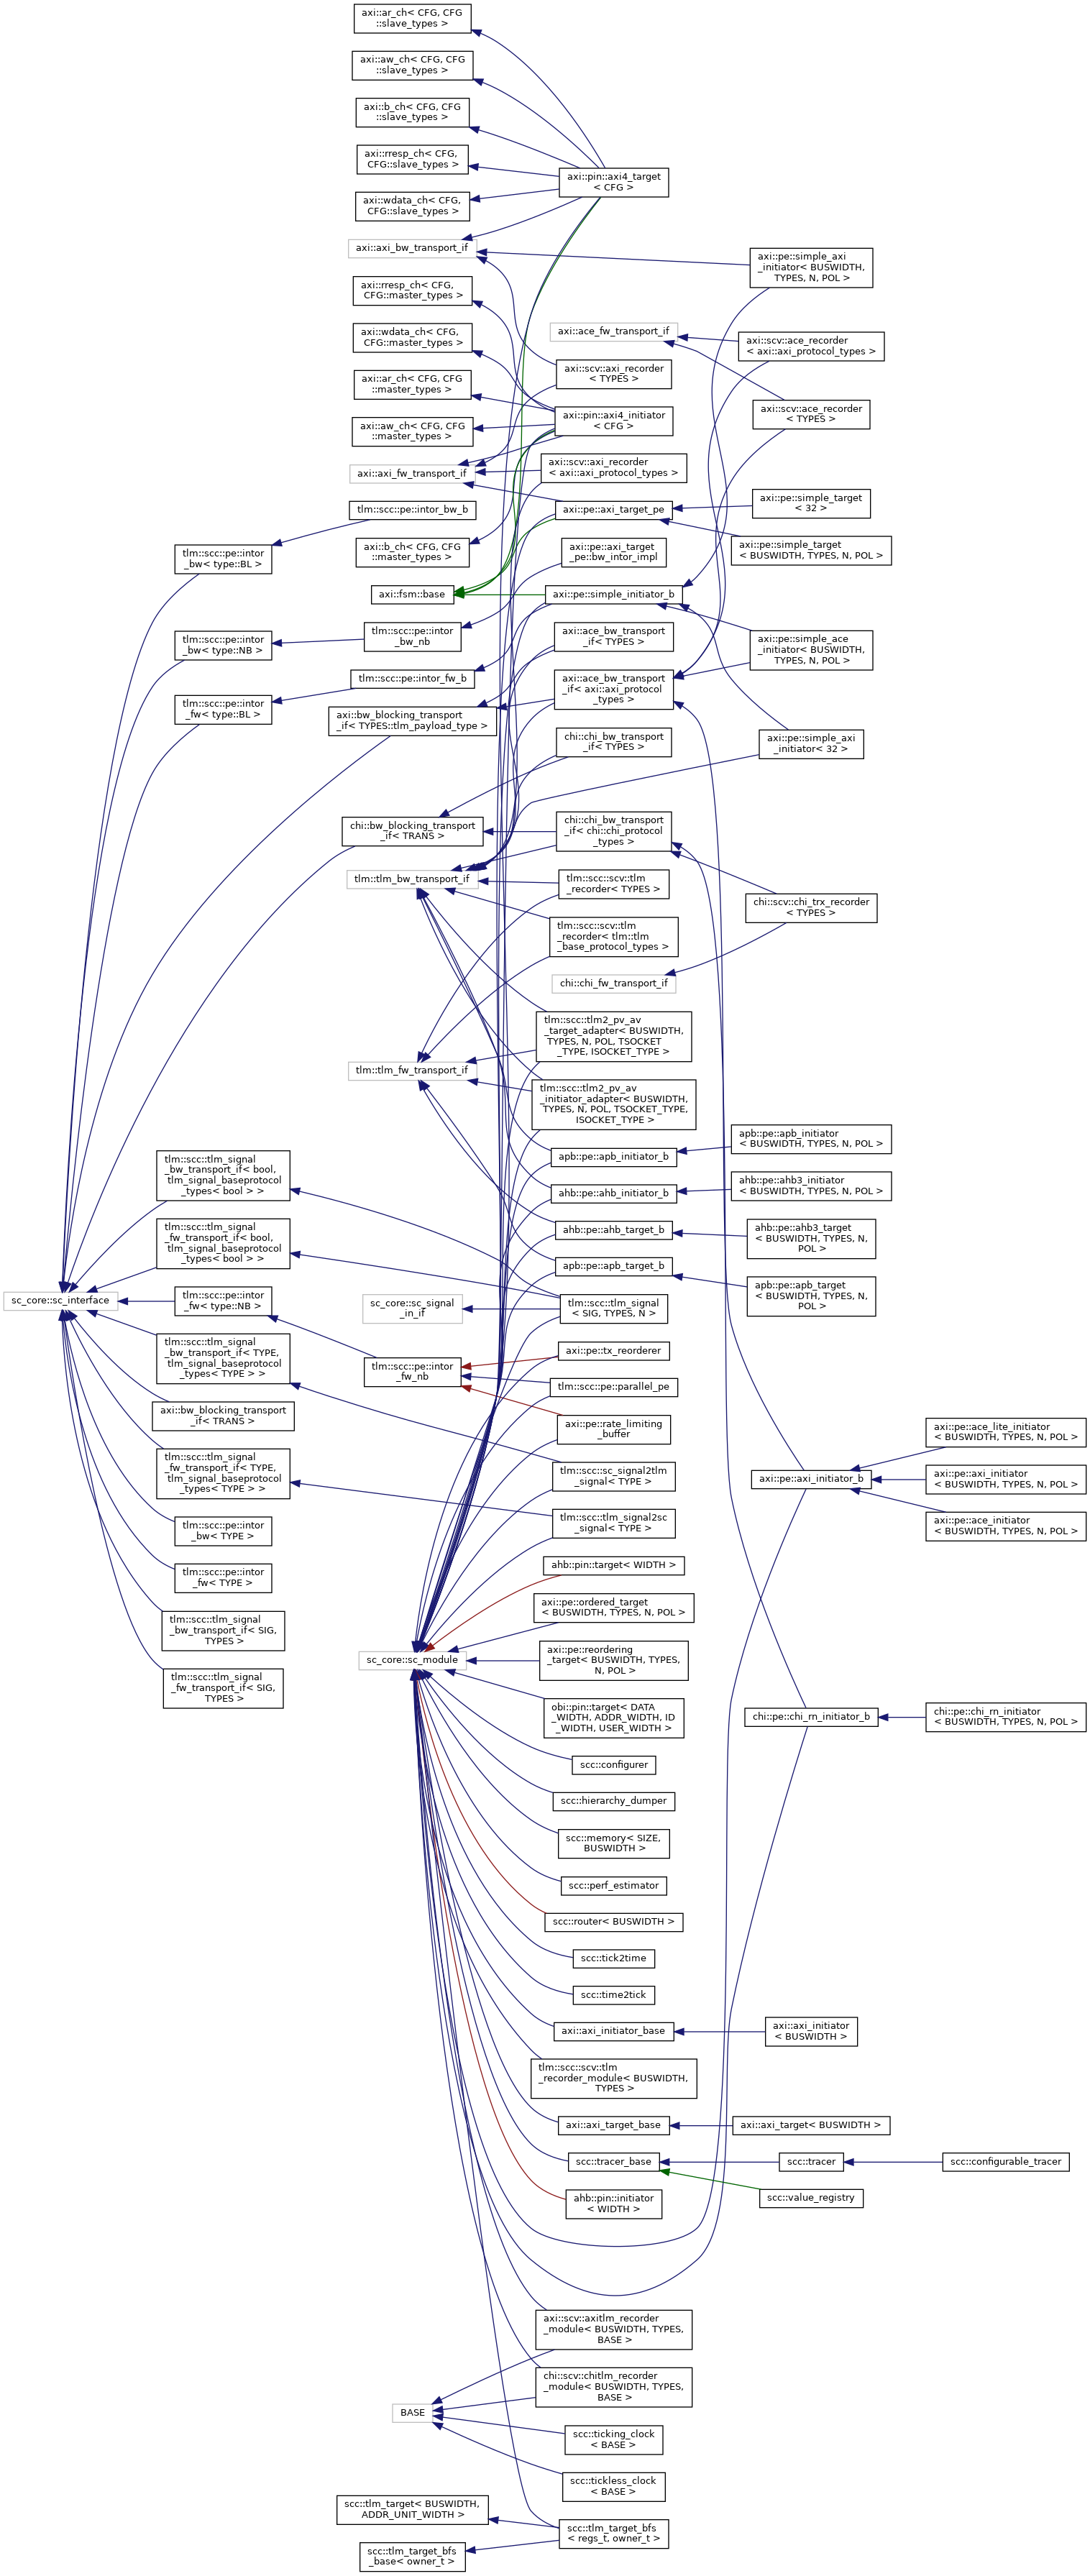 axi::ar_ch< CFG, CFG
::slave_types >
axi::aw_ch< CFG, CFG
::slave_types >
axi::b_ch< CFG, CFG
::slave_types >
axi::rresp_ch< CFG,
CFG::slave_types >
axi::wdata_ch< CFG,
CFG::slave_types >
axi::axi_bw_transport_if
axi::rresp_ch< CFG,
CFG::master_types >
axi::wdata_ch< CFG,
CFG::master_types >
axi::ar_ch< CFG, CFG
::master_types >
axi::aw_ch< CFG, CFG
::master_types >
axi::axi_fw_transport_if
tlm::scc::pe::intor_bw_b
axi::b_ch< CFG, CFG
::master_types >
axi::fsm::base
tlm::scc::pe::intor
_bw_nb
tlm::scc::pe::intor_fw_b
axi::bw_blocking_transport
_if< TYPES::tlm_payload_type >
chi::bw_blocking_transport
_if< TRANS >
tlm::tlm_bw_transport_if
tlm::tlm_fw_transport_if
sc_core::sc_signal
_in_if
tlm::scc::pe::intor
_fw_nb
sc_core::sc_module
BASE
scc::tlm_target< BUSWIDTH,
ADDR_UNIT_WIDTH >
scc::tlm_target_bfs
_base< owner_t >
sc_core::sc_interface
tlm::scc::pe::intor
_bw< type::BL >
tlm::scc::pe::intor
_bw< type::NB >
tlm::scc::pe::intor
_fw< type::BL >
tlm::scc::tlm_signal
_bw_transport_if< bool,
tlm_signal_baseprotocol
_types< bool > >
tlm::scc::tlm_signal
_fw_transport_if< bool,
tlm_signal_baseprotocol
_types< bool > >
tlm::scc::pe::intor
_fw< type::NB >
tlm::scc::tlm_signal
_bw_transport_if< TYPE,
tlm_signal_baseprotocol
_types< TYPE > >
axi::bw_blocking_transport
_if< TRANS >
tlm::scc::tlm_signal
_fw_transport_if< TYPE,
tlm_signal_baseprotocol
_types< TYPE > >
tlm::scc::pe::intor
_bw< TYPE >
tlm::scc::pe::intor
_fw< TYPE >
tlm::scc::tlm_signal
_bw_transport_if< SIG,
TYPES >
tlm::scc::tlm_signal
_fw_transport_if< SIG,
TYPES >
axi::pin::axi4_target
< CFG >
axi::ace_fw_transport_if
axi::scv::axi_recorder
< TYPES >
axi::pin::axi4_initiator
< CFG >
axi::scv::axi_recorder
< axi::axi_protocol_types >
axi::pe::axi_target_pe
axi::pe::axi_target
_pe::bw_intor_impl
axi::pe::simple_initiator_b
axi::ace_bw_transport
_if< TYPES >
axi::ace_bw_transport
_if< axi::axi_protocol
_types >
chi::chi_bw_transport
_if< TYPES >
chi::chi_bw_transport
_if< chi::chi_protocol
_types >
tlm::scc::scv::tlm
_recorder< TYPES >
tlm::scc::scv::tlm
_recorder< tlm::tlm
_base_protocol_types >
chi::chi_fw_transport_if
tlm::scc::tlm2_pv_av
_target_adapter< BUSWIDTH,
TYPES, N, POL, TSOCKET
_TYPE, ISOCKET_TYPE >
tlm::scc::tlm2_pv_av
_initiator_adapter< BUSWIDTH,
TYPES, N, POL, TSOCKET_TYPE,
ISOCKET_TYPE >
apb::pe::apb_initiator_b
ahb::pe::ahb_initiator_b
ahb::pe::ahb_target_b
apb::pe::apb_target_b
tlm::scc::tlm_signal
< SIG, TYPES, N >
axi::pe::tx_reorderer
tlm::scc::pe::parallel_pe
axi::pe::rate_limiting
_buffer
tlm::scc::sc_signal2tlm
_signal< TYPE >
tlm::scc::tlm_signal2sc
_signal< TYPE >
ahb::pin::target< WIDTH >
axi::pe::ordered_target
< BUSWIDTH, TYPES, N, POL >
axi::pe::reordering
_target< BUSWIDTH, TYPES,
N, POL >
obi::pin::target< DATA
_WIDTH, ADDR_WIDTH, ID
_WIDTH, USER_WIDTH >
scc::configurer
scc::hierarchy_dumper
scc::memory< SIZE,
BUSWIDTH >
scc::perf_estimator
scc::router< BUSWIDTH >
scc::tick2time
scc::time2tick
axi::axi_initiator_base
tlm::scc::scv::tlm
_recorder_module< BUSWIDTH,
TYPES >
axi::axi_target_base
scc::tracer_base
ahb::pin::initiator
< WIDTH >
axi::scv::axitlm_recorder
_module< BUSWIDTH, TYPES,
BASE >
chi::scv::chitlm_recorder
_module< BUSWIDTH, TYPES,
BASE >
scc::ticking_clock
< BASE >
scc::tickless_clock
< BASE >
scc::tlm_target_bfs
< regs_t, owner_t >
axi::pe::simple_axi
_initiator< BUSWIDTH,
TYPES, N, POL >
axi::scv::ace_recorder
< axi::axi_protocol_types >
axi::scv::ace_recorder
< TYPES >
axi::pe::simple_target
< 32 >
axi::pe::simple_target
< BUSWIDTH, TYPES, N, POL >
axi::pe::simple_ace
_initiator< BUSWIDTH,
TYPES, N, POL >
axi::pe::simple_axi
_initiator< 32 >
chi::scv::chi_trx_recorder
< TYPES >
apb::pe::apb_initiator
< BUSWIDTH, TYPES, N, POL >
ahb::pe::ahb3_initiator
< BUSWIDTH, TYPES, N, POL >
ahb::pe::ahb3_target
< BUSWIDTH, TYPES, N,
POL >
apb::pe::apb_target
< BUSWIDTH, TYPES, N,
POL >
axi::pe::axi_initiator_b
chi::pe::chi_rn_initiator_b
axi::axi_initiator
< BUSWIDTH >
axi::axi_target< BUSWIDTH >
scc::tracer
scc::value_registry
axi::pe::ace_lite_initiator
< BUSWIDTH, TYPES, N, POL >
axi::pe::axi_initiator
< BUSWIDTH, TYPES, N, POL >
axi::pe::ace_initiator
< BUSWIDTH, TYPES, N, POL >
chi::pe::chi_rn_initiator
< BUSWIDTH, TYPES, N, POL >
scc::configurable_tracer